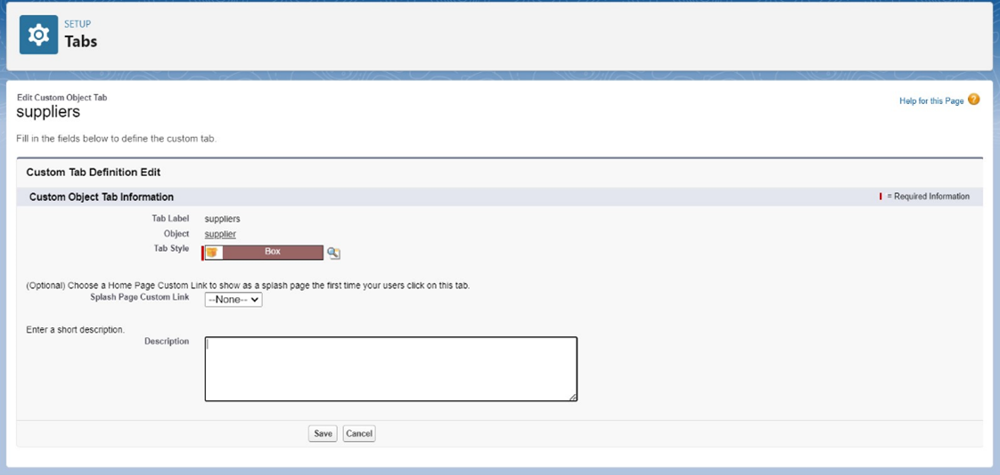 SETUP
Tabs
Edit Custom Object Tab
suppliers
Help for this Page ?
Fill in the fields below to define the custom tab.
Custom Tab Definition Edit
Custom Object Tab Information
= Required Information
Tab Label suppliers
Object supplier
Tab Style Box
(Optional) Choose a Home Page Custom Link to show as a splash page the first time your users click on this tab.
Splash Page Custom Link --None--
Enter a short description.
Description
Save Cancel